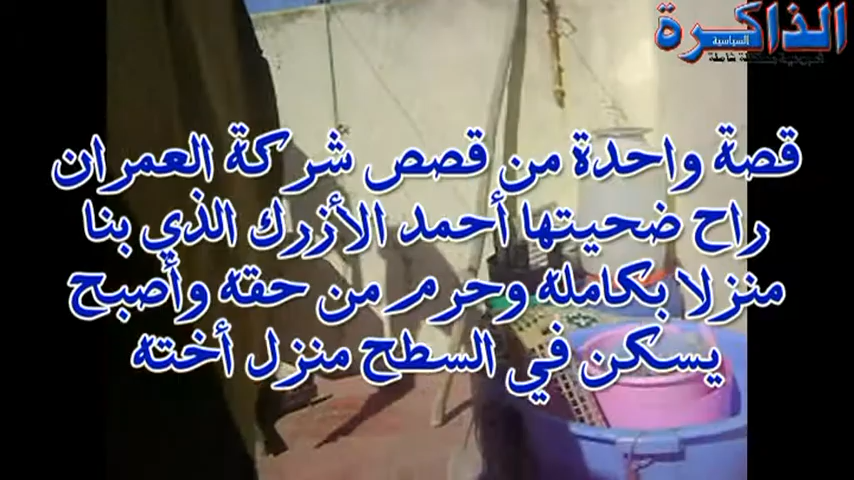 الذاكرة
السياسية
قصة واحدة من قصص شركة العمران
راح ضحيتها أحمد الأزرك الذي بنا
منزلا بكامله وحرم من حقه وأصبح
يسكن في السطح منزل أخته